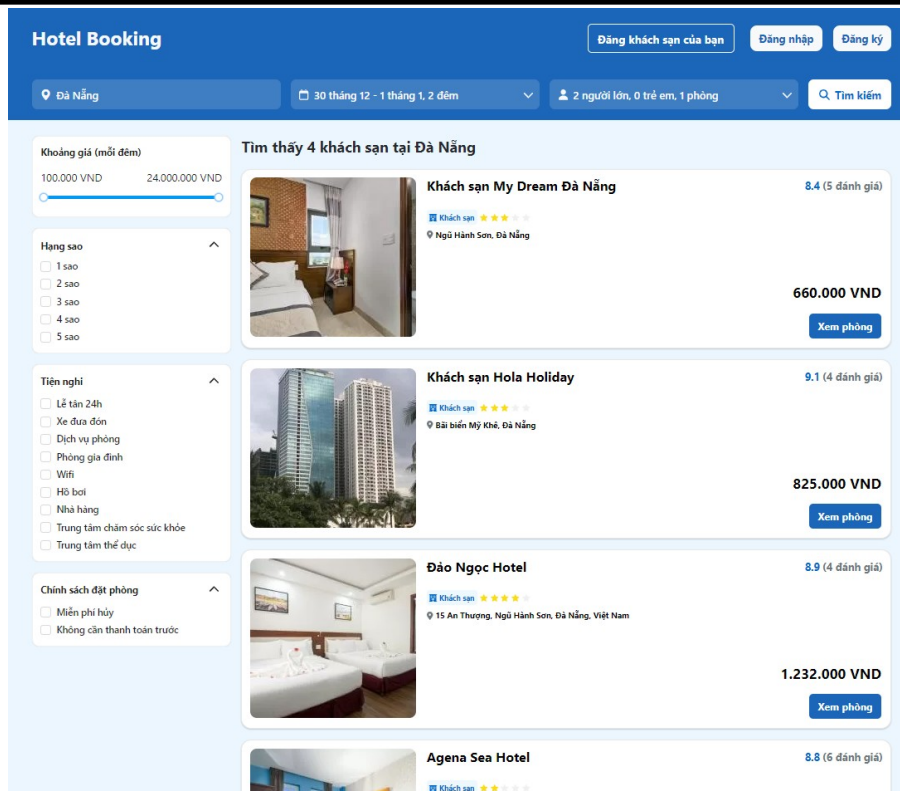 Hotel Booking
Đăng khách sạn của bạn
Đăng nhập
Đăng ký
Đà Nẵng
30 tháng 12 - 1 tháng 1, 2 đêm
2 người lớn, 0 trẻ em, 1 phòng
Tìm kiếm
Khoảng giá (mỗi đêm)
100.000 VND 24.000.000 VND
Hạng sao
1 sao
2 sao
3 sao
4 sao
5 sao
Tiện nghi
Lễ tân 24h
Xe đưa đón
Dịch vụ phòng
Phòng gia đình
Wifi
Hồ bơi
Nhà hàng
Trung tâm chăm sóc sức khỏe
Trung tâm thể dục
Chính sách đặt phòng
Miễn phí hủy
Không cần thanh toán trước
Tìm thấy 4 khách sạn tại Đà Nẵng
Khách sạn My Dream Đà Nẵng
8.4 (5 đánh giá)
Khách sạn
Ngũ Hành Sơn, Đà Nẵng
660.000 VND
Xem phòng
Khách sạn Hola Holiday
9.1 (4 đánh giá)
Khách sạn
Bãi biển Mỹ Khê, Đà Nẵng
825.000 VND
Xem phòng
Đảo Ngọc Hotel
8.9 (4 đánh giá)
Khách sạn
15 An Thượng, Ngũ Hành Sơn, Đà Nẵng, Việt Nam
1.232.000 VND
Xem phòng
Agena Sea Hotel
8.8 (6 đánh giá)
Khách sạn